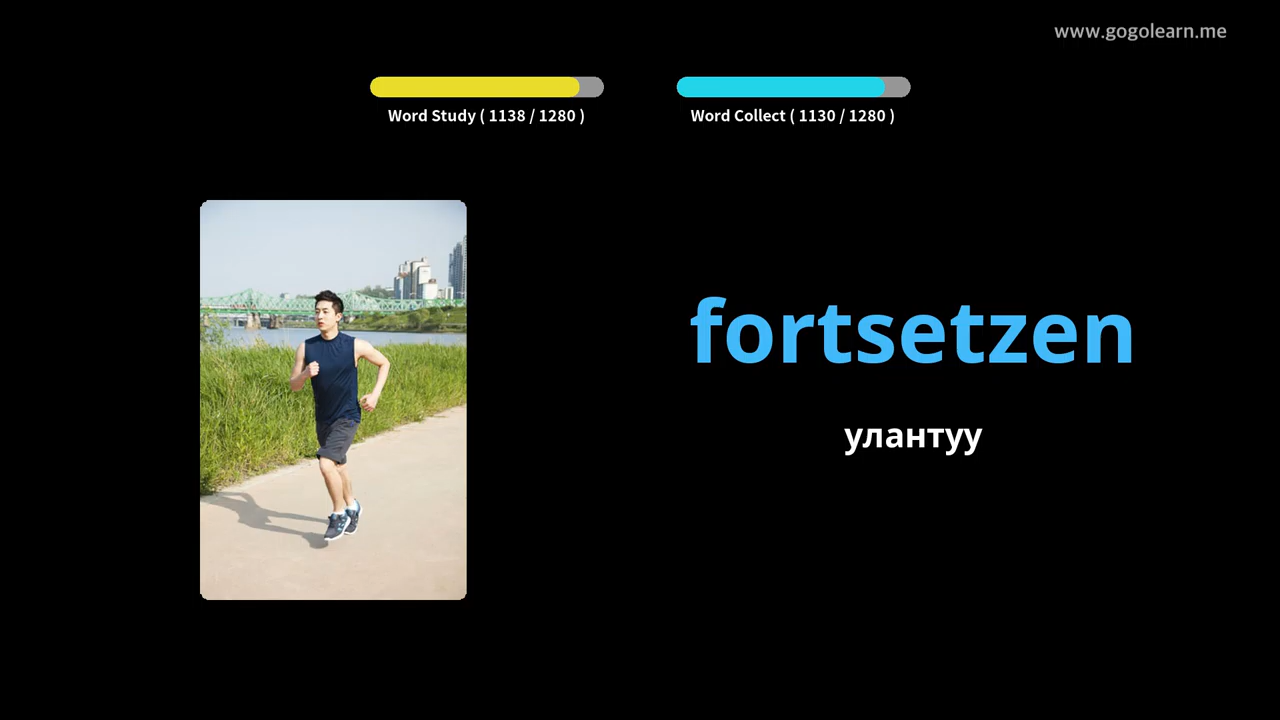 www.gogolearn.me
Word Study ( 1138 / 1280 )
Word Collect ( 1130 / 1280 )
fortsetzen
улантуу